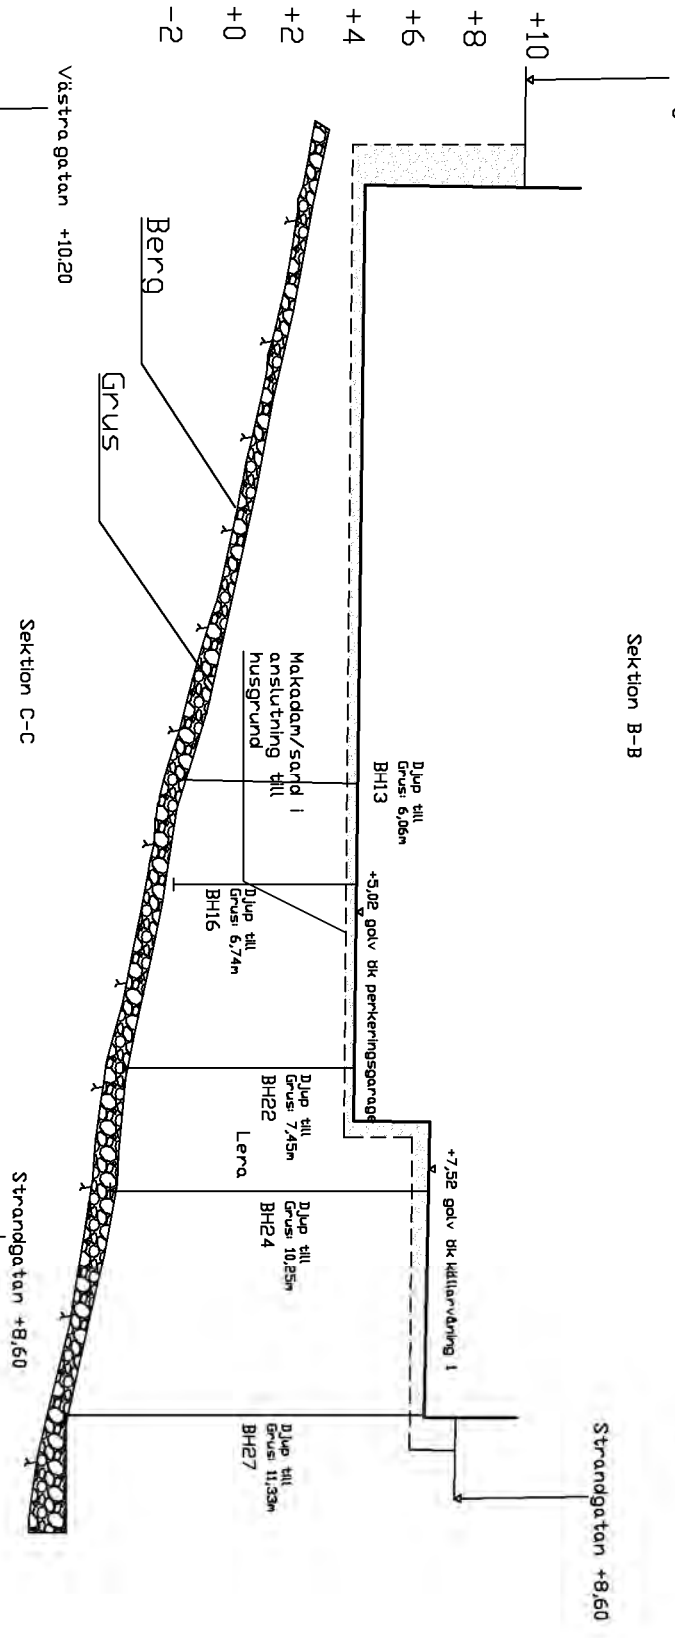 Sektion B-B
Strandgatan +8,60
+10
+8
+6
+4
+2
+0
-2
+7,52 golv ök källarvåning 1
+5,02 golv ök perkeringsgarage
Djup till
Grus: 6,06m
BH13
Djup till
Grus: 6,74m
BH16
Djup till
Grus: 7,45m
BH22
Djup till
Grus: 10,25m
BH24
Djup till
Grus: 11,33m
BH27
Makadam/sand i
anslutning till
husgrund
Lera
Berg
Grus
Västra gatan +10.20
Sektion C-C
Strandgatan +8,60